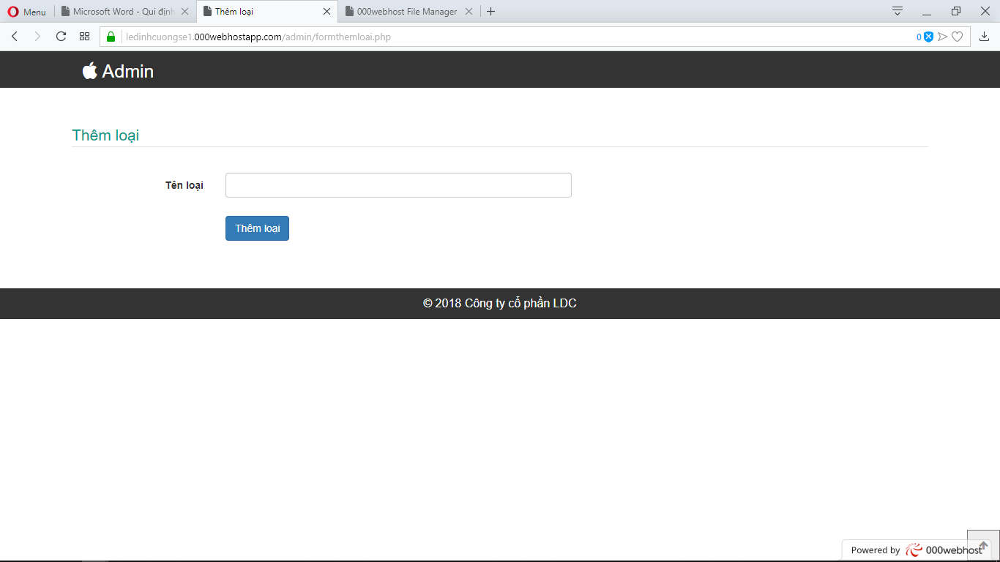 Menu
Microsoft Word - Qui định
Thêm loại
000webhost File Manager
ledinhcuongse1.000webhostapp.com/admin/formthemloai.php
0
Admin
Thêm loại
Tên loại
Thêm loại
© 2018 Công ty cổ phần LDC
Powered by 000webhost